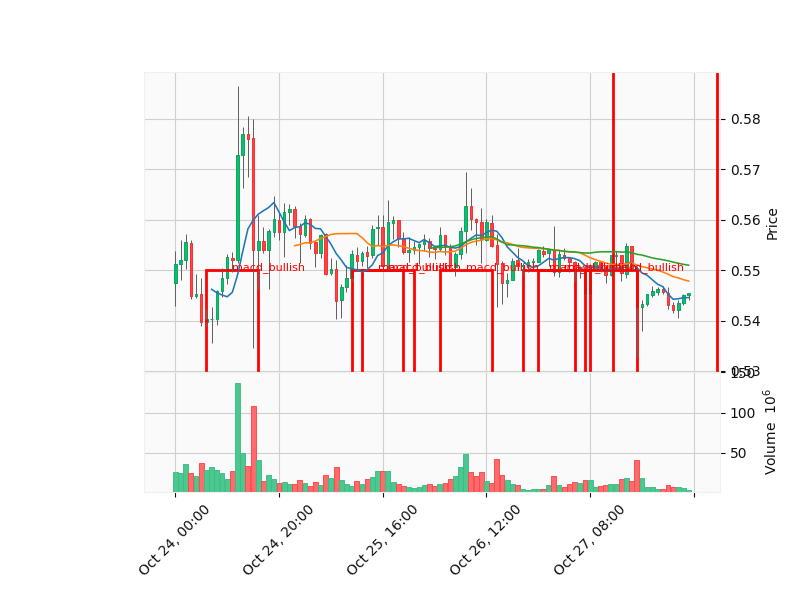 0.58
0.57
0.56
0.55
0.54
0.53
Price
macd_bullish
macd_bullish
150
100
50
Volume 10^6
Oct 24, 00:00
Oct 24, 20:00
Oct 25, 16:00
Oct 26, 12:00
Oct 27, 08:00